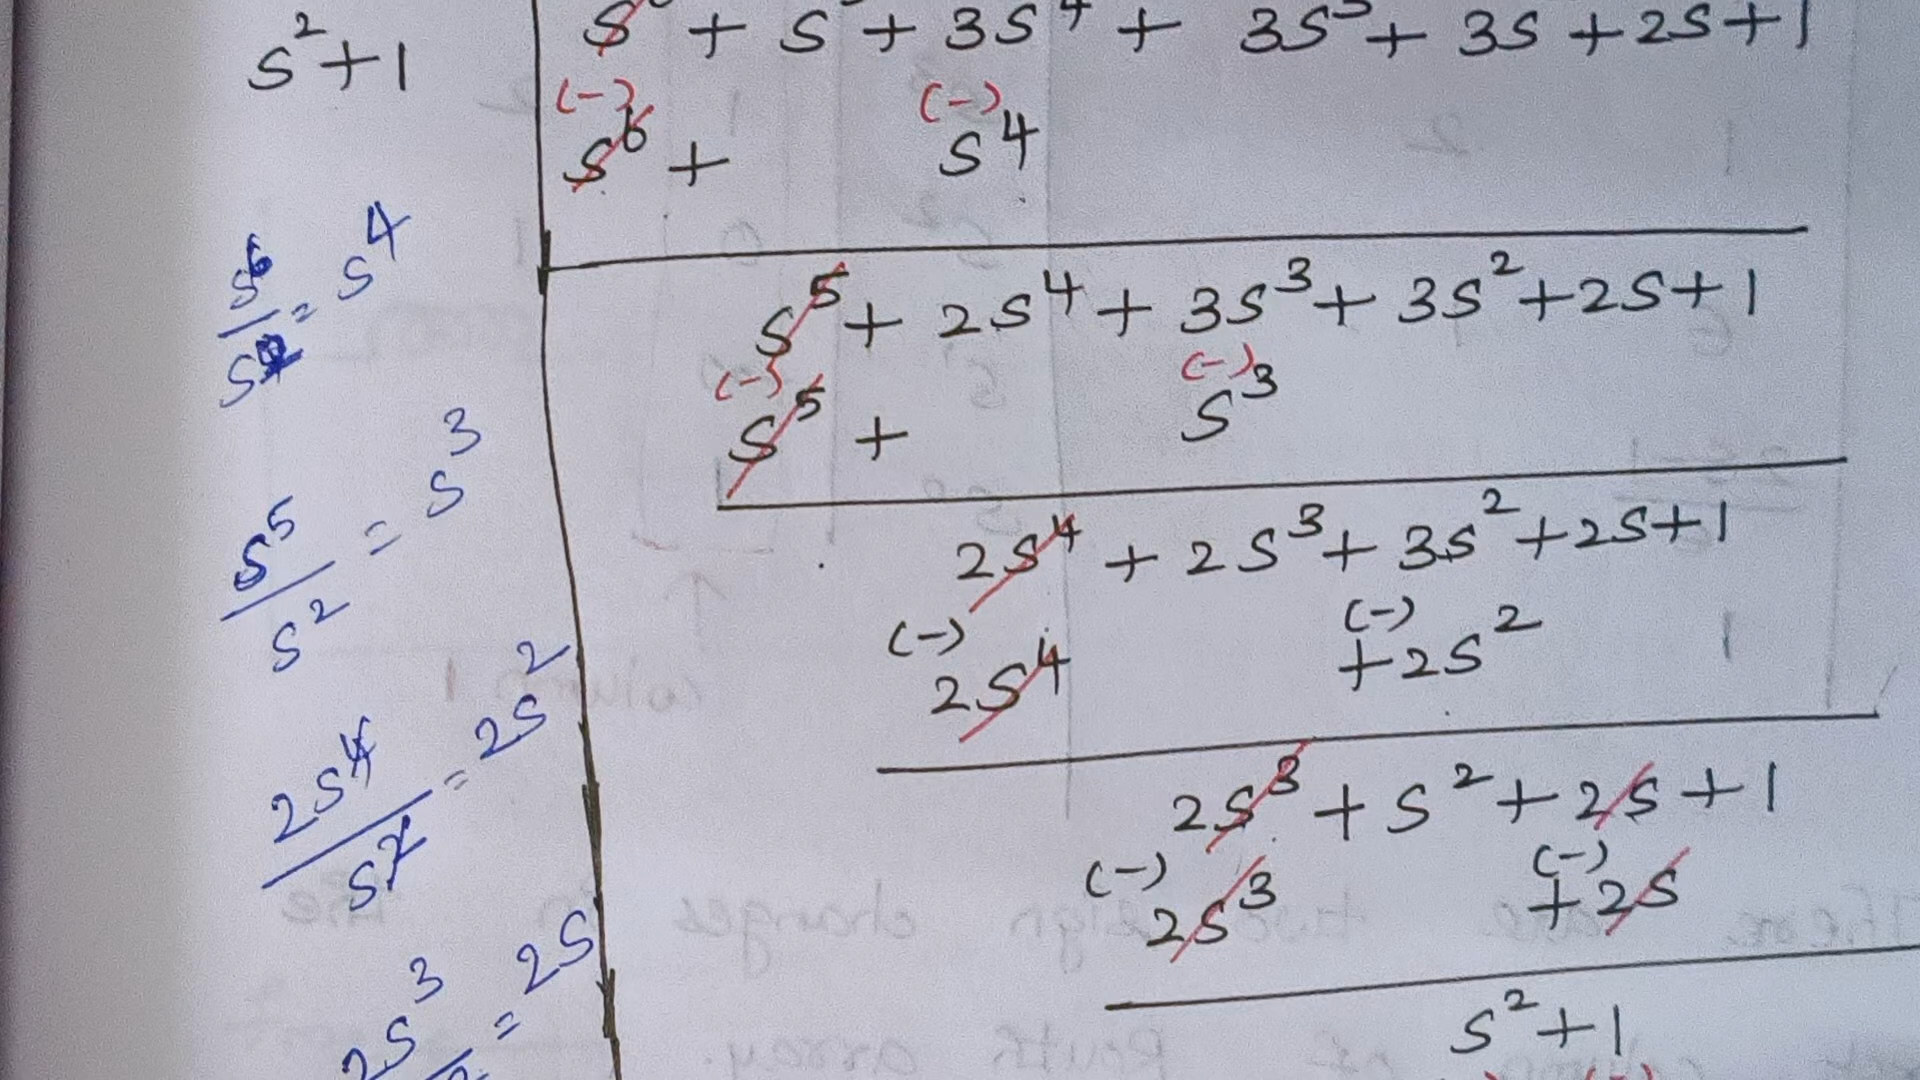 s²+1
s⁶ + s⁵ + 3s⁴ + 3s³ + 3s + 2s + 1
(-) (-)
s⁶ + s⁴
s⁶/s² = s⁴
s⁵ + 2s⁴ + 3s³ + 3s² + 2s + 1
(-) (-)
s⁵ + s³
s⁵/s² = s³
2s⁴ + 2s³ + 3s² + 2s + 1
(-) (-)
2s⁴ + 2s²
2s⁴/s² = 2s²
2s³ + s² + 2s + 1
(-) (-)
2s³ + 2s
2s³/s² = 2s
s² + 1